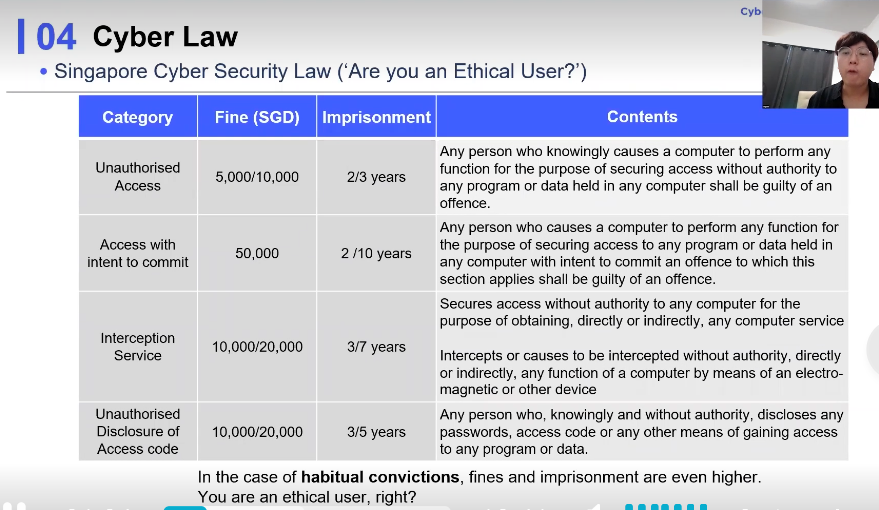 Cyb
04 Cyber Law
• Singapore Cyber Security Law (‘Are you an Ethical User?’)
Category Fine (SGD) Imprisonment Contents
Unauthorised
Access
5,000/10,000
2/3 years
Any person who knowingly causes a computer to perform any
function for the purpose of securing access without authority to
any program or data held in any computer shall be guilty of an
offence.
Access with
intent to commit
50,000
2 /10 years
Any person who causes a computer to perform any function for
the purpose of securing access to any program or data held in
any computer with intent to commit an offence to which this
section applies shall be guilty of an offence.
Interception
Service
10,000/20,000
3/7 years
Secures access without authority to any computer for the
purpose of obtaining, directly or indirectly, any computer service
Intercepts or causes to be intercepted without authority, directly
or indirectly, any function of a computer by means of an electro-
magnetic or other device
Unauthorised
Disclosure of
Access code
10,000/20,000
3/5 years
Any person who, knowingly and without authority, discloses any
passwords, access code or any other means of gaining access
to any program or data.
In the case of habitual convictions, fines and imprisonment are even higher.
You are an ethical user, right?